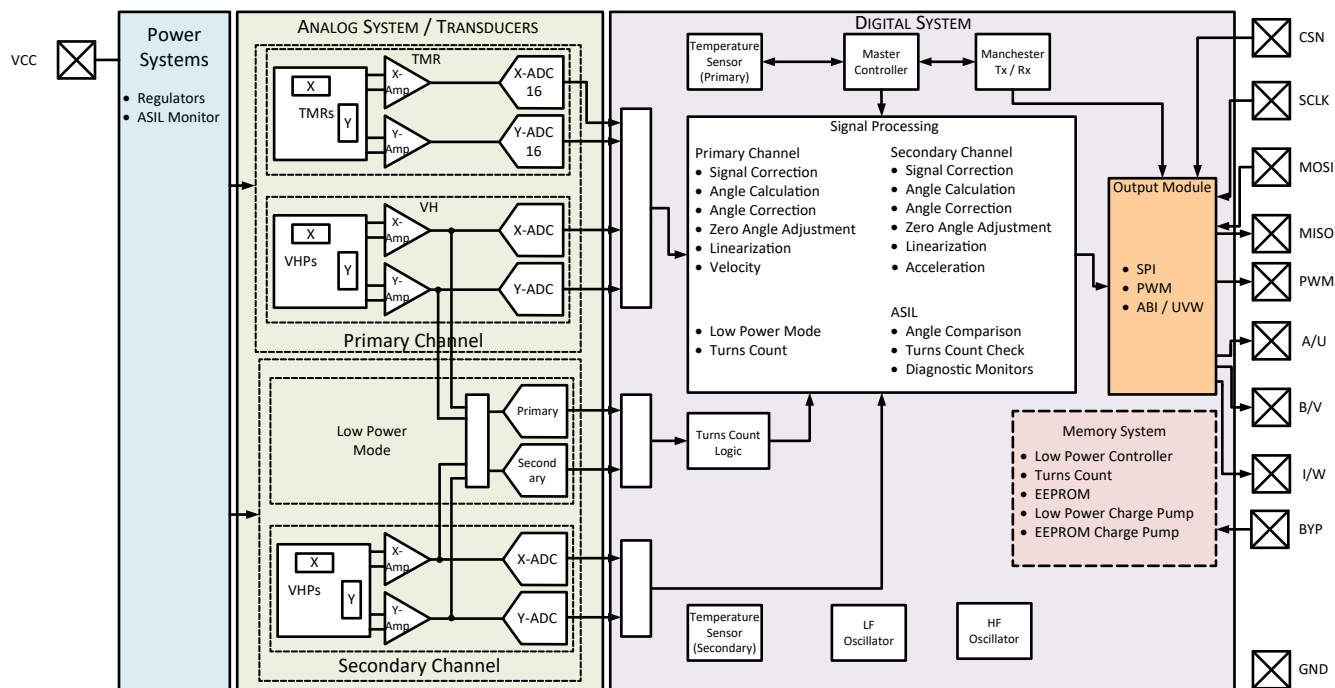 VCC
Power
Systems
• Regulators
• ASIL Monitor
ANALOG SYSTEM / TRANSDUCERS
TMR
X
TMRs
Y
X-
Amp
Y-
Amp
X-ADC
16
Y-ADC
16
VH
X
VHPs
Y
X-
Amp
Y-
Amp
X-ADC
Y-ADC
Primary Channel
Low Power
Mode
Primary
Second
ary
X
VHPs
Y
X-
Amp
Y-
Amp
X-ADC
Y-ADC
Secondary Channel
DIGITAL SYSTEM
Temperature
Sensor
(Primary)
Master
Controller
Manchester
Tx / Rx
Signal Processing
Primary Channel
• Signal Correction
• Angle Calculation
• Angle Correction
• Zero Angle Adjustment
• Linearization
• Velocity
• Low Power Mode
• Turns Count
Secondary Channel
• Signal Correction
• Angle Calculation
• Angle Correction
• Zero Angle Adjustment
• Linearization
• Acceleration
ASIL
• Angle Comparison
• Turns Count Check
• Diagnostic Monitors
Turns Count
Logic
Output Module
• SPI
• PWM
• ABI / UVW
Memory System
• Low Power Controller
• Turns Count
• EEPROM
• Low Power Charge Pump
• EEPROM Charge Pump
Temperature
Sensor
(Secondary)
LF
Oscillator
HF
Oscillator
CSN
SCLK
MOSI
MISO
PWM
A/U
B/V
I/W
BYP
GND